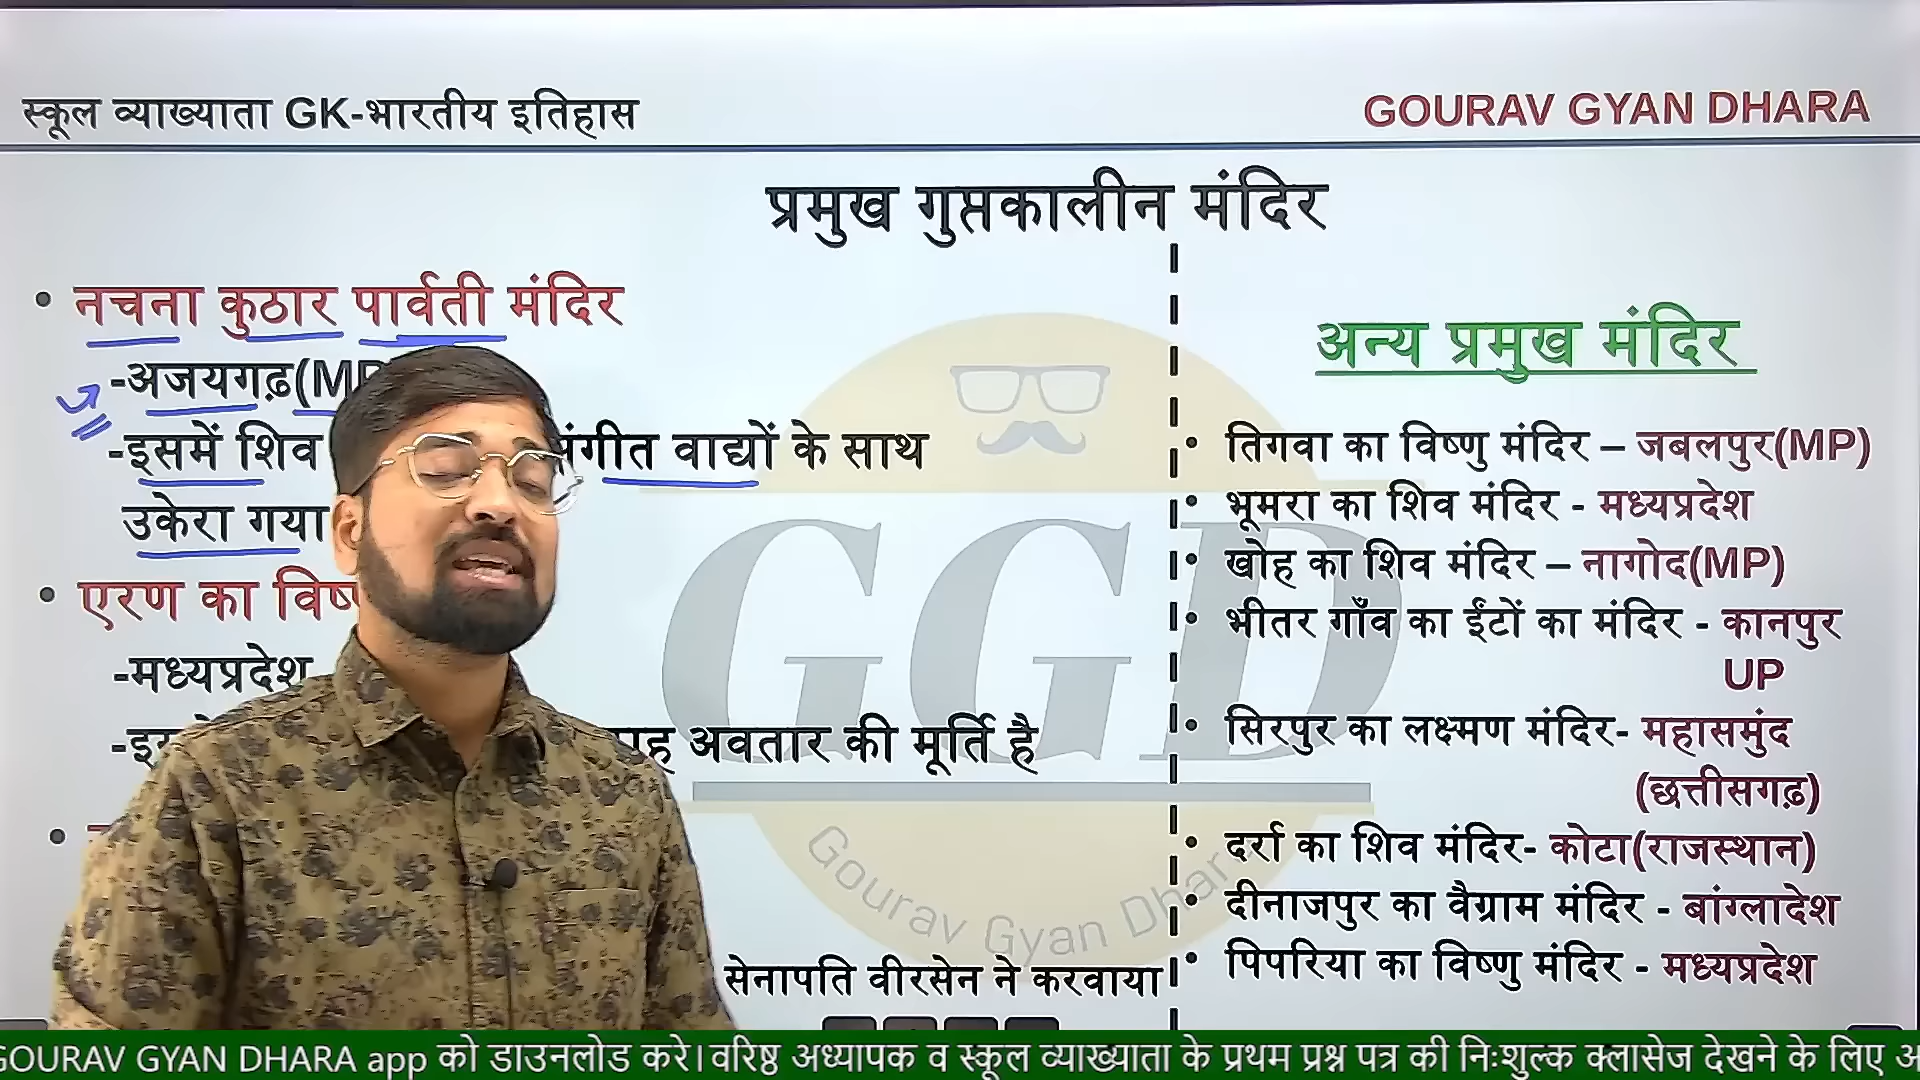 स्कूल व्याख्याता GK-भारतीय इतिहास
GOURAV GYAN DHARA
प्रमुख गुप्तकालीन मंदिर
नचना कुठार पार्वती मंदिर
-अजयगढ़(MP
-इसमें शिव संगीत वाद्यों के साथ
उकेरा गया
एरण का
-मध्यप्रदेश
अवतार की मूर्ति है
सेनापति वीरसेन ने करवाया
अन्य प्रमुख मंदिर
तिगवा का विष्णु मंदिर – जबलपुर(MP)
भूमरा का शिव मंदिर - मध्यप्रदेश
खोह का शिव मंदिर – नागोद(MP)
भीतर गाँव का ईंटों का मंदिर - कानपुर
UP
सिरपुर का लक्ष्मण मंदिर- महासमुंद
(छत्तीसगढ़)
दर्रा का शिव मंदिर- कोटा(राजस्थान)
दीनाजपुर का वैग्राम मंदिर - बांग्लादेश
पिपरिया का विष्णु मंदिर - मध्यप्रदेश
GGD
Gourav Gyan Dhar
GOURAV GYAN DHARA app को डाउनलोड करे। वरिष्ठ अध्यापक व स्कूल व्याख्याता के प्रथम प्रश्न पत्र की निःशुल्क क्लासेज देखने के लिए